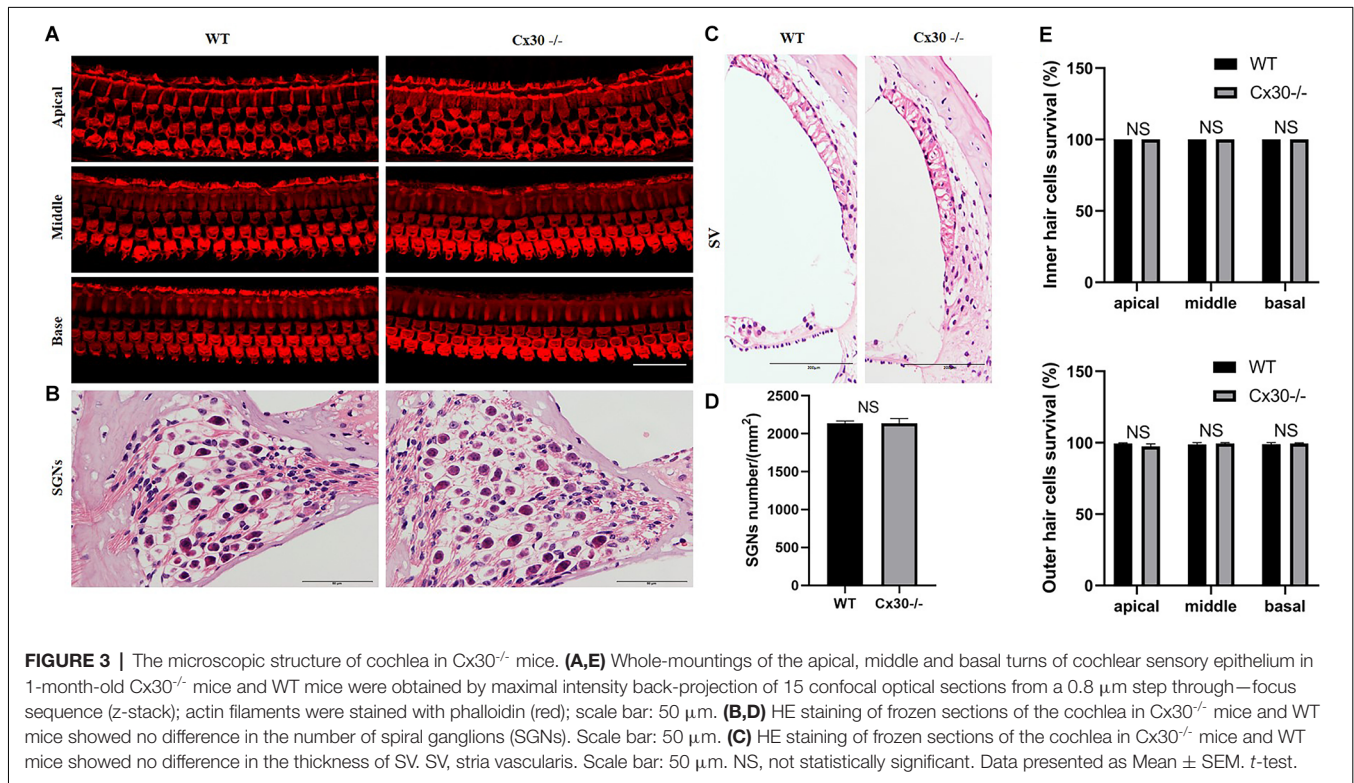 A
WT
Cx30 -/-
Apical
Middle
Base
B
SGNs
C
WT
Cx30 -/-
SV
200μm
D
SGNs number/(mm²)
2500
2000
1500
1000
500
0
NS
WT
Cx30-/-
E
WT
Cx30-/-
Inner hair cells survival (%)
150
100
50
0
NS
NS
NS
apical
middle
basal
WT
Cx30-/-
Outer hair cells survival (%)
150
100
50
0
NS
NS
NS
apical
middle
basal
FIGURE 3 | The microscopic structure of cochlea in Cx30-/- mice. (A,E) Whole-mountings of the apical, middle and basal turns of cochlear sensory epithelium in
1-month-old Cx30-/- mice and WT mice were obtained by maximal intensity back-projection of 15 confocal optical sections from a 0.8 μm step through—focus
sequence (z-stack); actin filaments were stained with phalloidin (red); scale bar: 50 μm. (B,D) HE staining of frozen sections of the cochlea in Cx30-/- mice and WT
mice showed no difference in the number of spiral ganglions (SGNs). Scale bar: 50 μm. (C) HE staining of frozen sections of the cochlea in Cx30-/- mice and WT
mice showed no difference in the thickness of SV. SV, stria vascularis. Scale bar: 50 μm. NS, not statistically significant. Data presented as Mean ± SEM. t-test.